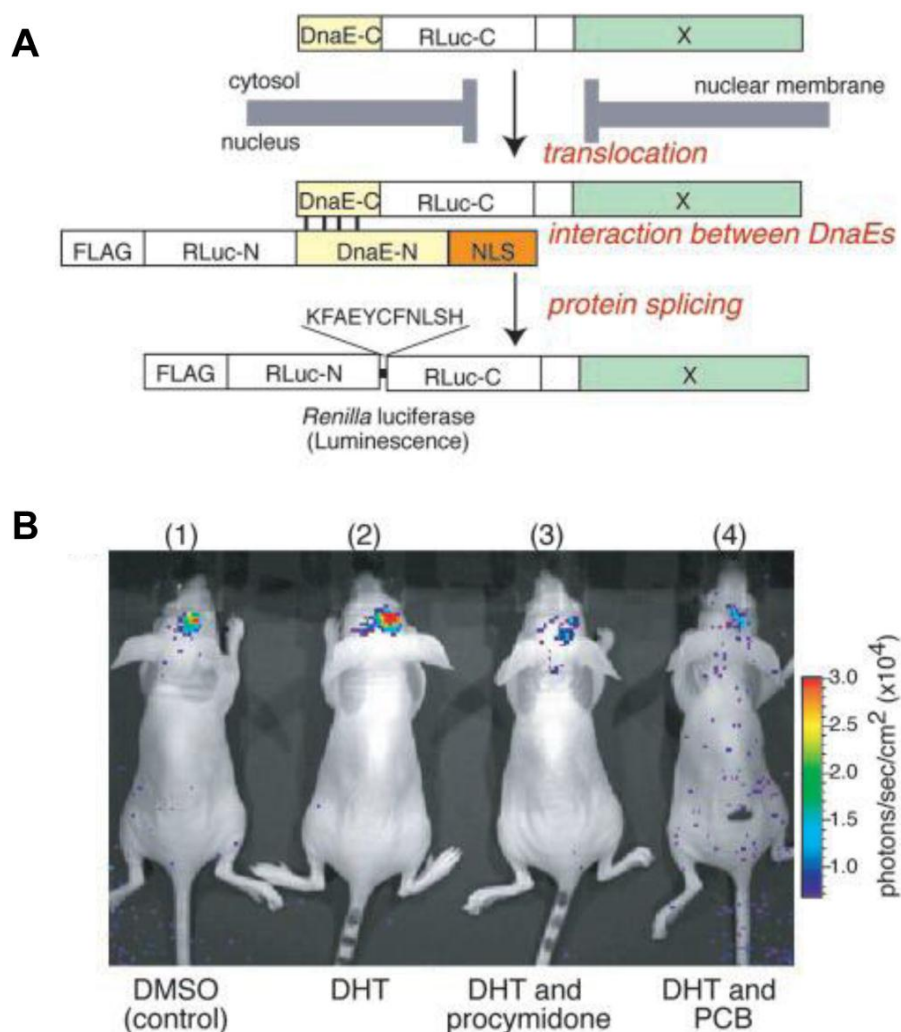 A
DnaE-C RLuc-C X
cytosol
nuclear membrane
nucleus
translocation
DnaE-C RLuc-C X
interaction between DnaEs
FLAG RLuc-N DnaE-N NLS
protein splicing
KFAEYCFNLSH
FLAG RLuc-N RLuc-C X
Renilla luciferase
(Luminescence)
B
(1) (2) (3) (4)
3.0
2.5
2.0
1.5
1.0
photons/sec/cm² (x10⁴)
DMSO
(control)
DHT
DHT and
procymidone
DHT and
PCB